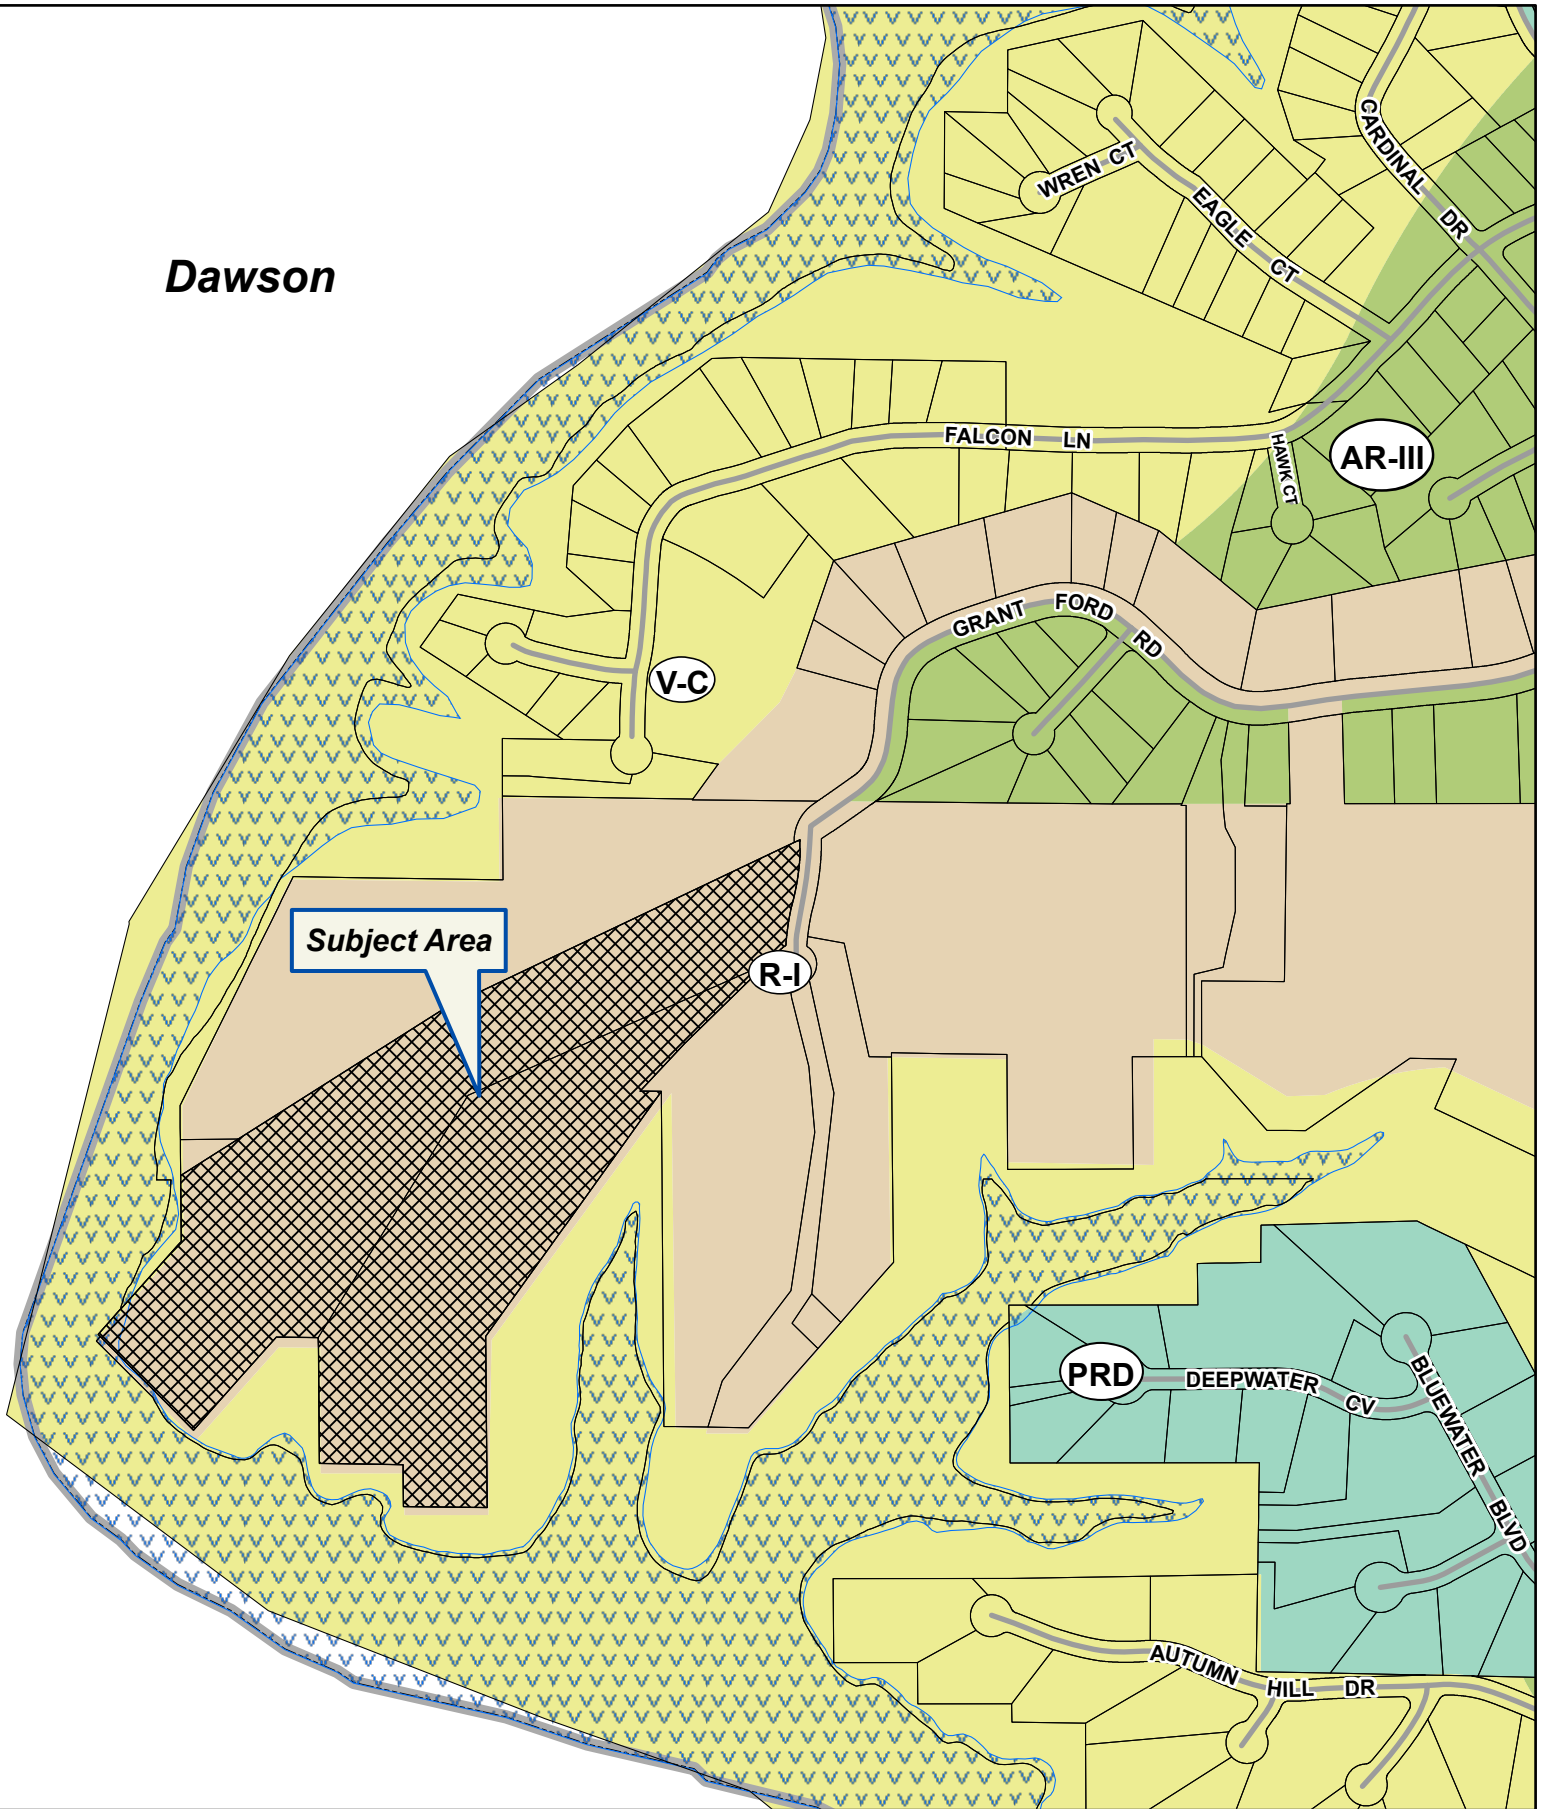 CARDINAL DR
WREN CT
EAGLE CT
Dawson
FALCON LN
HAWK CT
AR-III
GRANT FORD RD
V-C
Subject Area
R-I
PRD
DEEPWATER CV
BLUEWATER BLVD
AUTUMN HILL DR